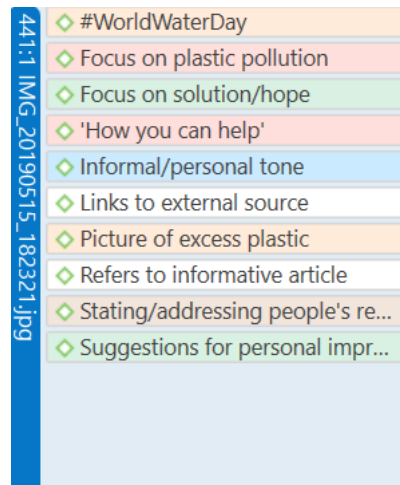 441:1 IMG_20190515_182321.jpg
#WorldWaterDay
Focus on plastic pollution
Focus on solution/hope
'How you can help'
Informal/personal tone
Links to external source
Picture of excess plastic
Refers to informative article
Stating/addressing people's re...
Suggestions for personal impr...